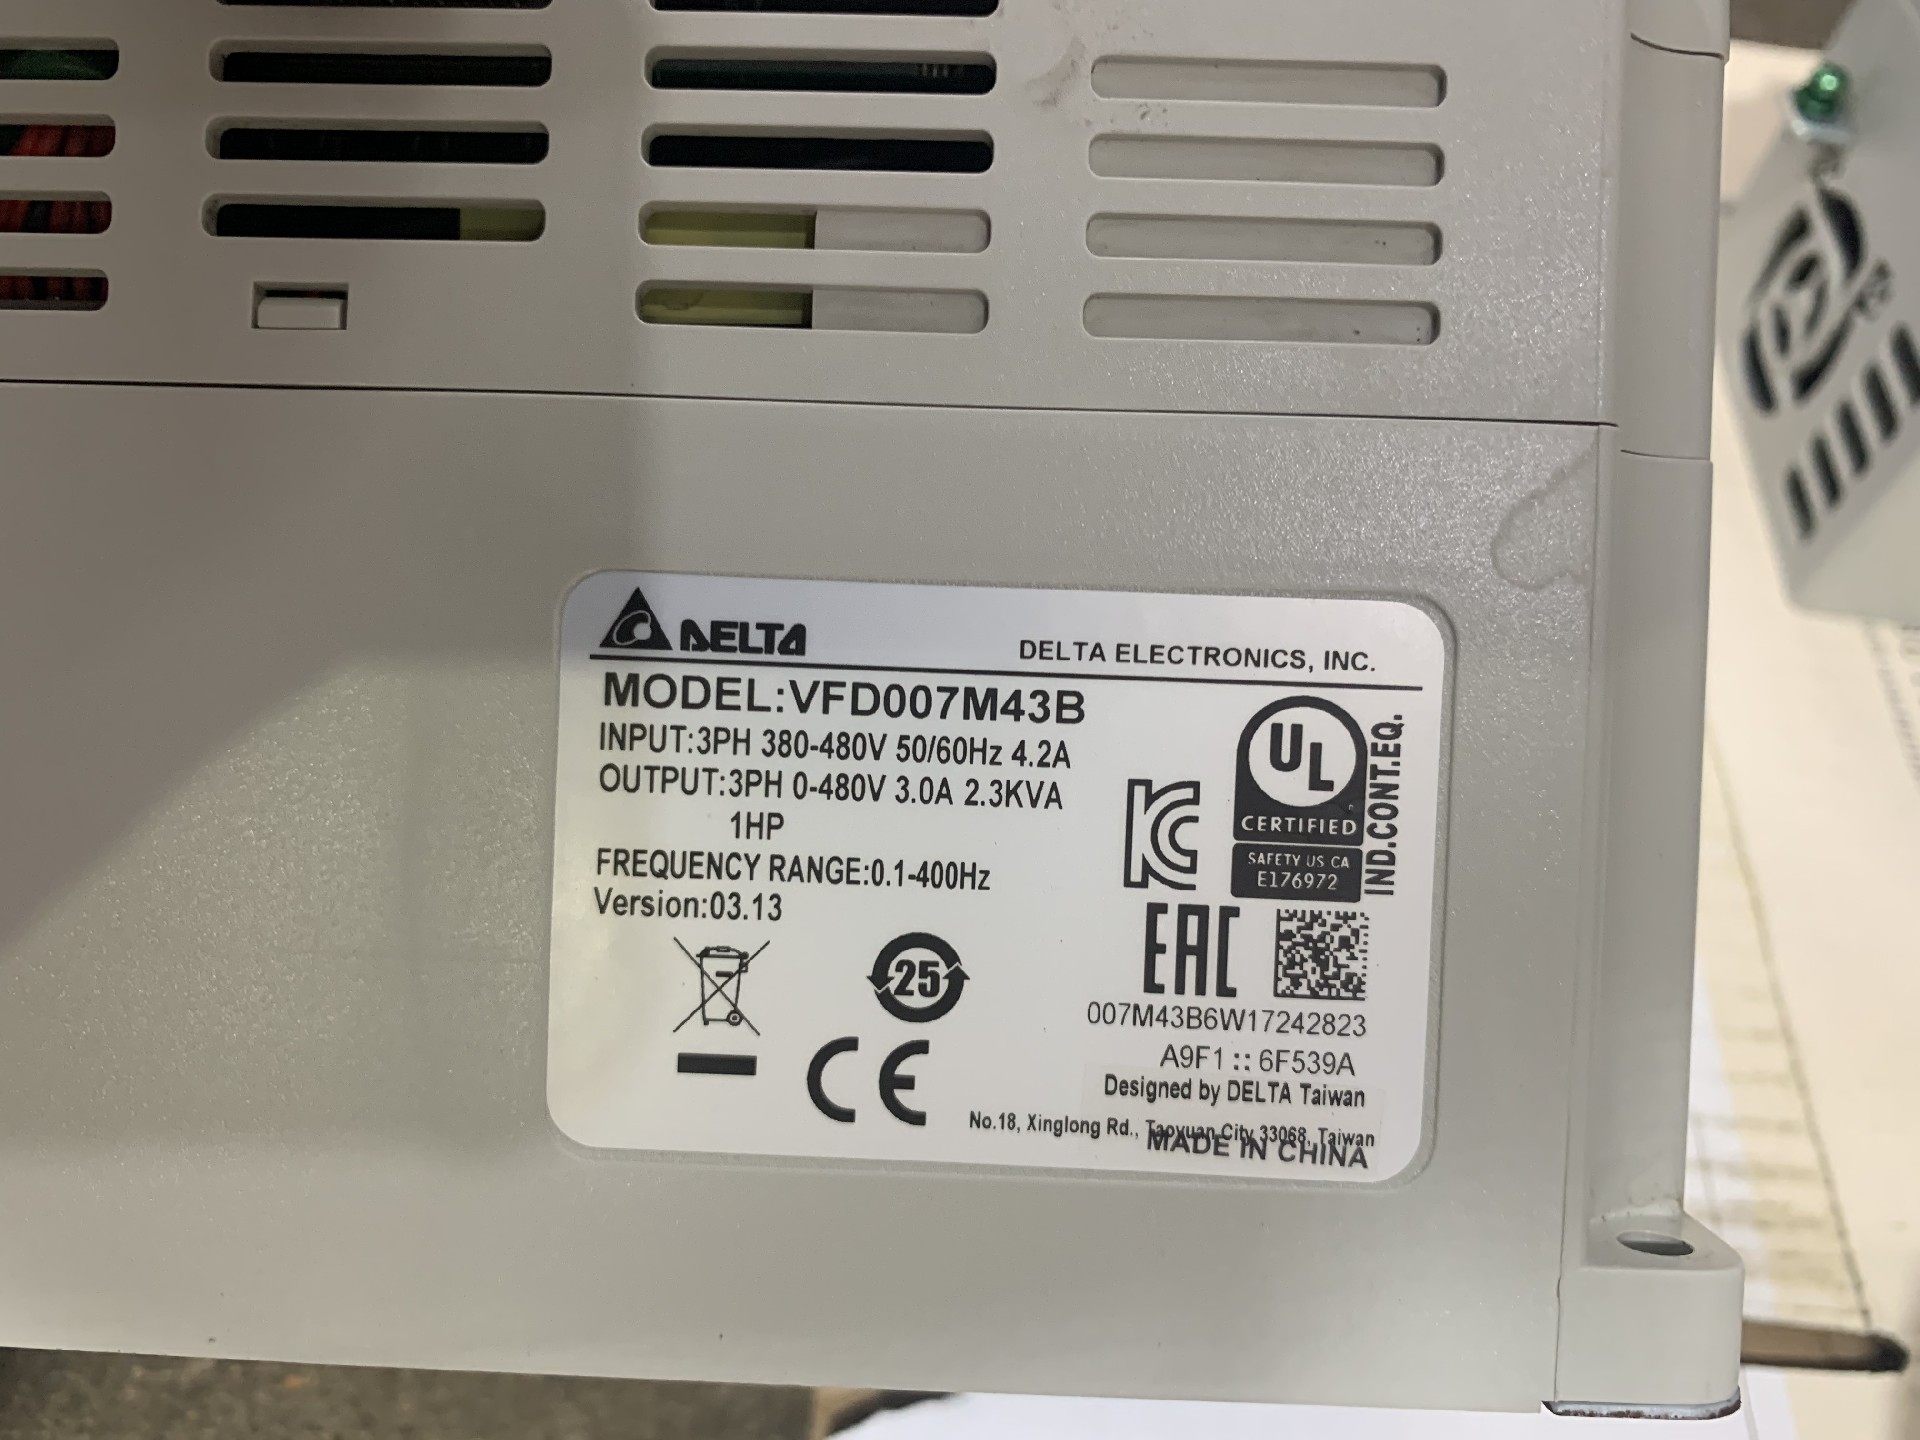 DELTA
DELTA ELECTRONICS, INC.
MODEL:VFD007M43B
INPUT:3PH 380-480V 50/60Hz 4.2A
OUTPUT:3PH 0-480V 3.0A 2.3KVA
1HP
FREQUENCY RANGE:0.1-400Hz
Version:03.13
25
CE
KC
UL
CERTIFIED
SAFETY US CA
E176972
IND.CONT.EQ.
EAC
007M43B6W17242823
A9F1 :: 6F539A
Designed by DELTA Taiwan
No.18, Xinglong Rd., Taoyuan City 33068, Taiwan
MADE IN CHINA